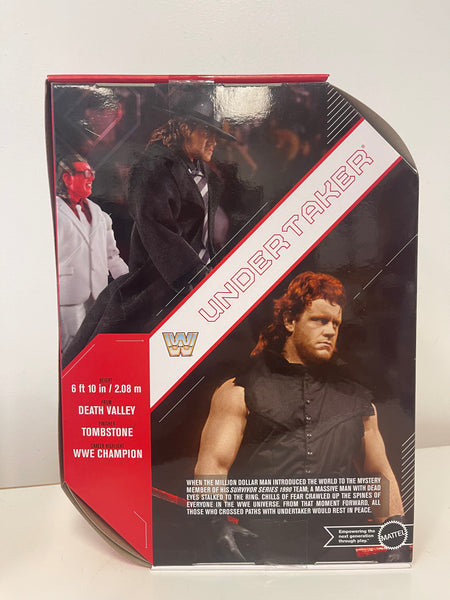 UNDERTAKER®
W
HEIGHT
6 ft 10 in / 2.08 m
FROM
DEATH VALLEY
FINISHER
TOMBSTONE
CAREER HIGHLIGHT
WWE CHAMPION
WHEN THE MILLION DOLLAR MAN INTRODUCED THE WORLD TO THE MYSTERY
MEMBER OF HIS SURVIVOR SERIES 1990 TEAM, A MASSIVE MAN WITH DEAD
EYES STALKED TO THE RING. CHILLS OF FEAR CRAWLED UP THE SPINES OF
EVERYONE IN THE WWE UNIVERSE. FROM THAT MOMENT FORWARD, ALL
THOSE WHO CROSSED PATHS WITH UNDERTAKER WOULD REST IN PEACE.
Empowering the
next generation
through play.™
MATTEL